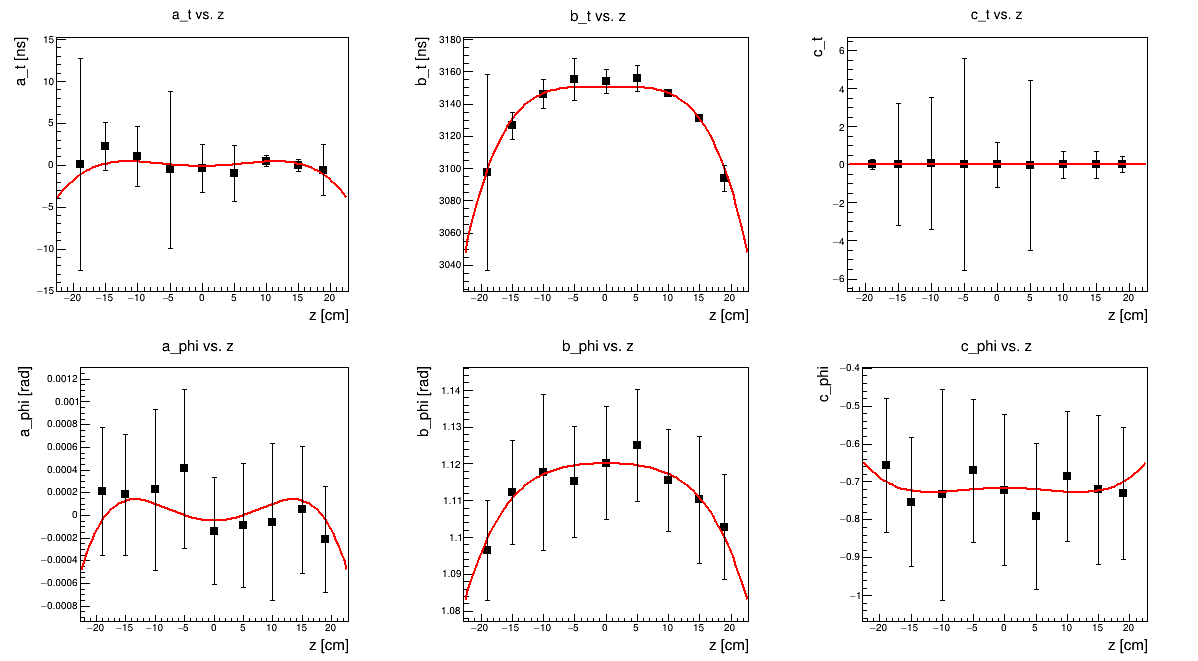 a_t vs. z
a_t [ns]
15
10
5
0
−5
−10
−15
−20 −15 −10 −5 0 5 10 15 20
z [cm]
b_t vs. z
b_t [ns]
3180
3160
3140
3120
3100
3080
3060
3040
−20 −15 −10 −5 0 5 10 15 20
z [cm]
c_t vs. z
c_t
6
4
2
0
−2
−4
−6
−20 −15 −10 −5 0 5 10 15 20
z [cm]
a_phi vs. z
a_phi [rad]
0.0012
0.001
0.0008
0.0006
0.0004
0.0002
0
−0.0002
−0.0004
−0.0006
−0.0008
−20 −15 −10 −5 0 5 10 15 20
z [cm]
b_phi vs. z
b_phi [rad]
1.14
1.13
1.12
1.11
1.1
1.09
1.08
−20 −15 −10 −5 0 5 10 15 20
z [cm]
c_phi vs. z
c_phi
−0.4
−0.5
−0.6
−0.7
−0.8
−0.9
−1
−20 −15 −10 −5 0 5 10 15 20
z [cm]